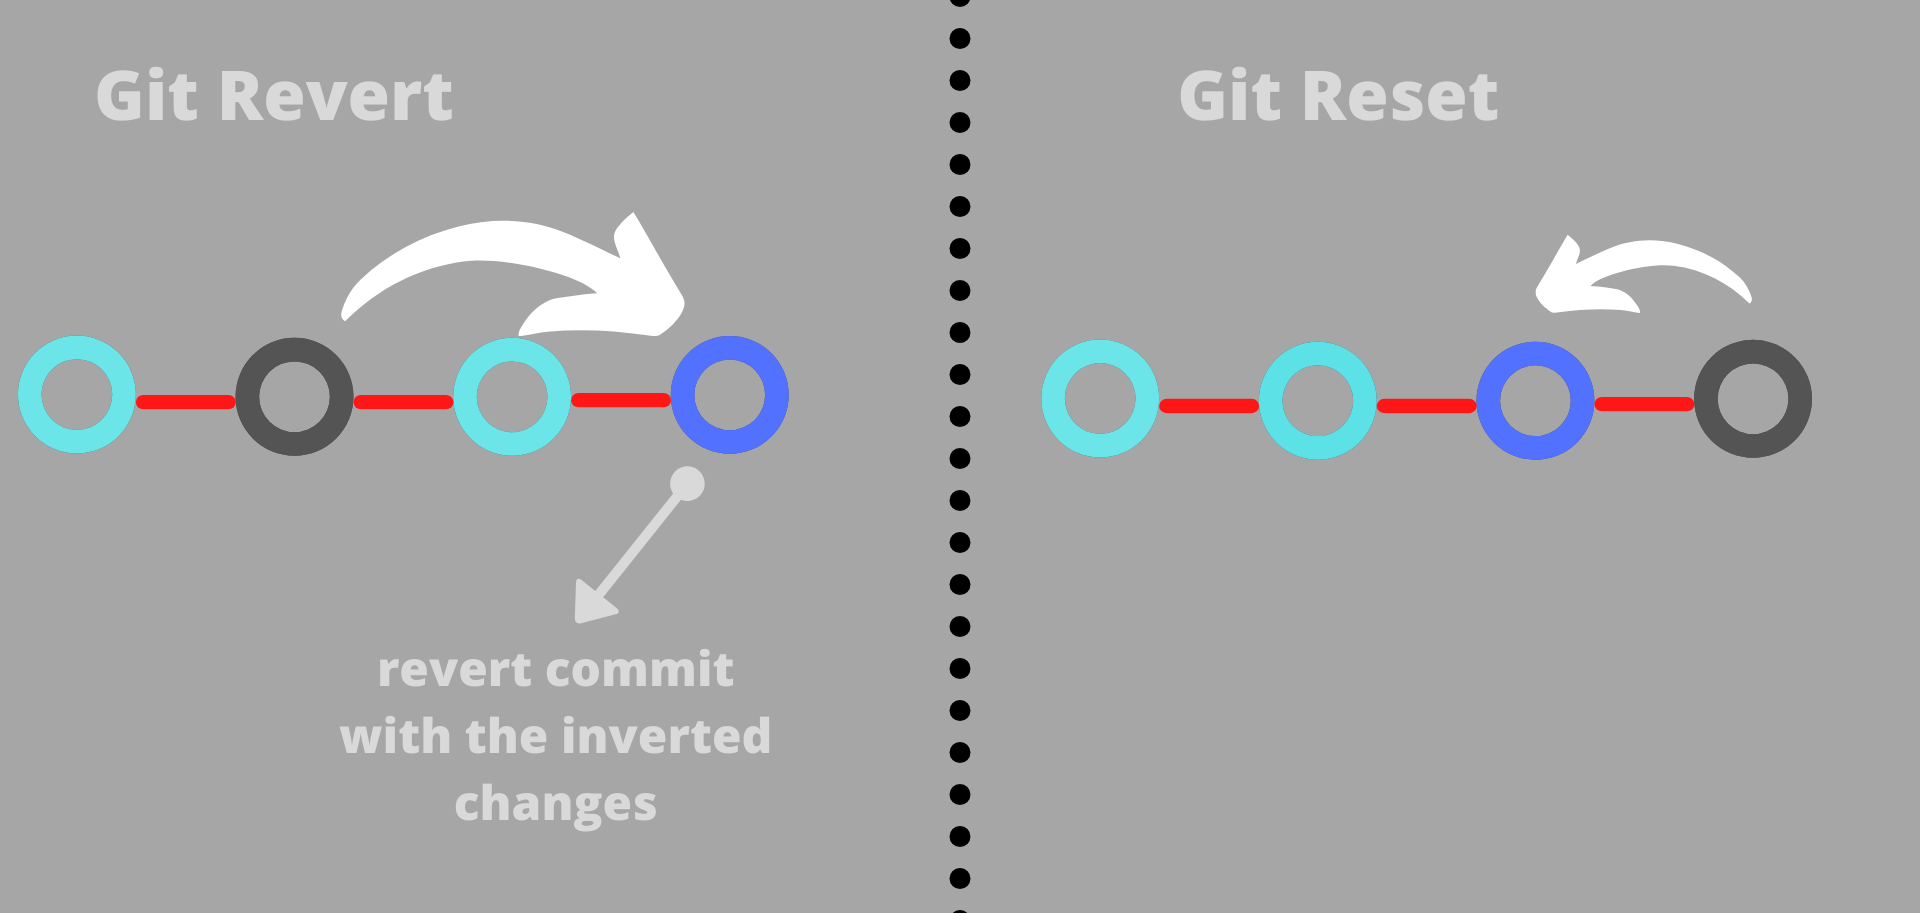 Git Revert
Git Reset
revert commit
with the inverted
changes